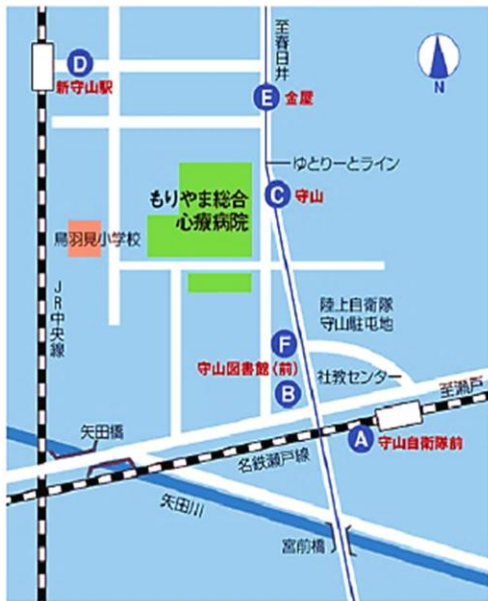 至春日井
N
D
新守山駅
E
金屋
ゆとりーとライン
もりやま総合
心療病院
C
守山
鳥羽見小学校
JR中央線
陸上自衛隊
守山駐屯地
F
守山図書館(前)
社教センター
B
至瀬戸
A
守山自衛隊前
矢田橋
名鉄瀬戸線
矢田川
宮前橋